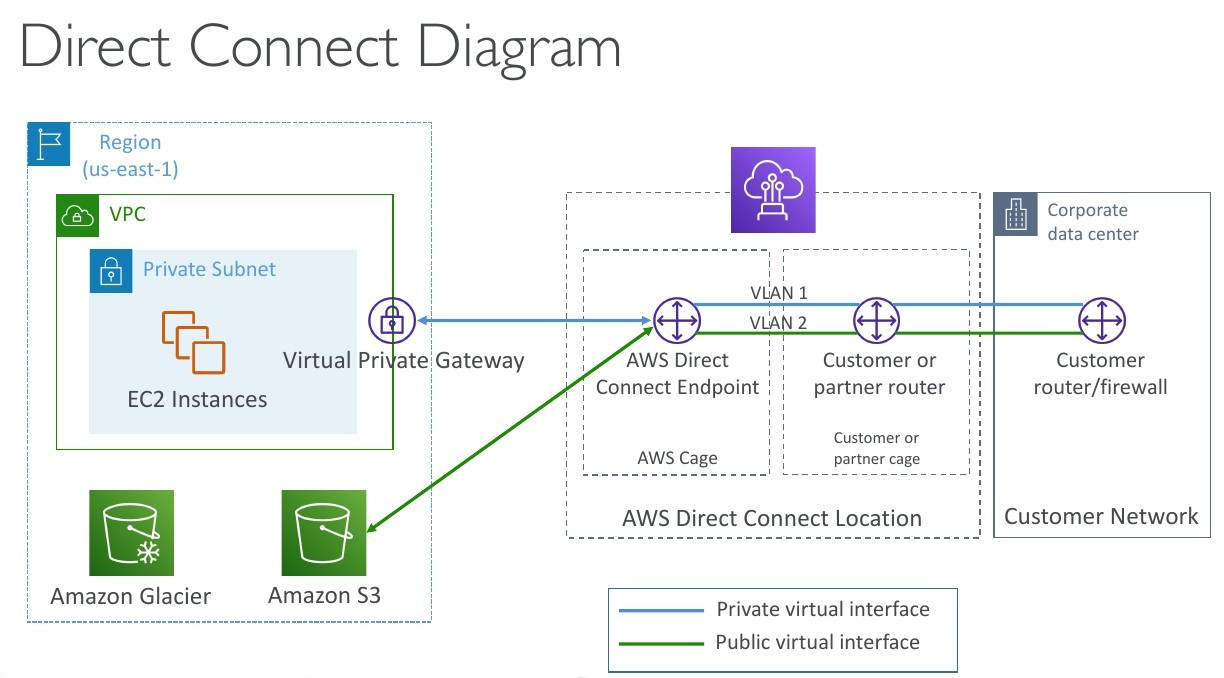 Direct Connect Diagram
Region
(us-east-1)
VPC
Private Subnet
EC2 Instances
Virtual Private Gateway
Amazon Glacier
Amazon S3
VLAN 1
VLAN 2
AWS Direct
Connect Endpoint
AWS Cage
Customer or
partner router
Customer or
partner cage
AWS Direct Connect Location
Corporate
data center
Customer
router/firewall
Customer Network
Private virtual interface
Public virtual interface